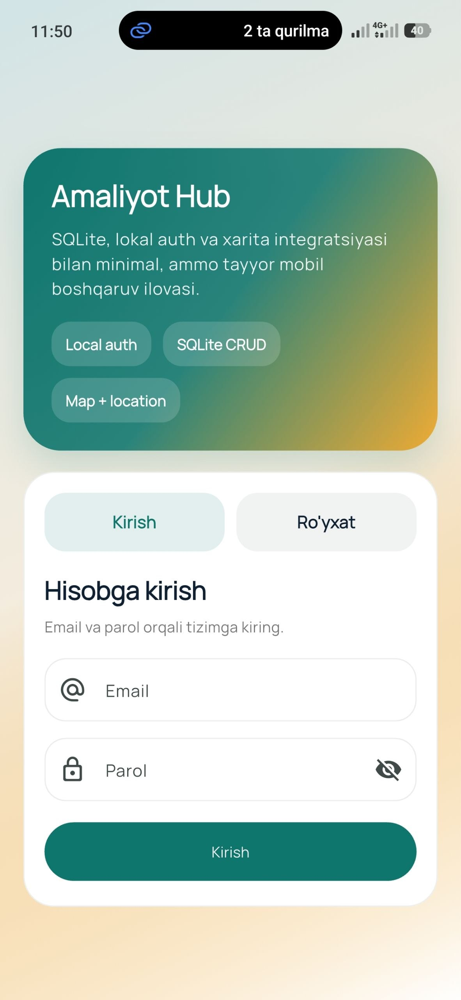 11:50
2 ta qurilma
4G+
40
Amaliyot Hub
SQLite, lokal auth va xarita integratsiyasi
bilan minimal, ammo tayyor mobil
boshqaruv ilovasi.
Local auth
SQLite CRUD
Map + location
Kirish
Ro'yxat
Hisobga kirish
Email va parol orqali tizimga kiring.
Email
Parol
Kirish